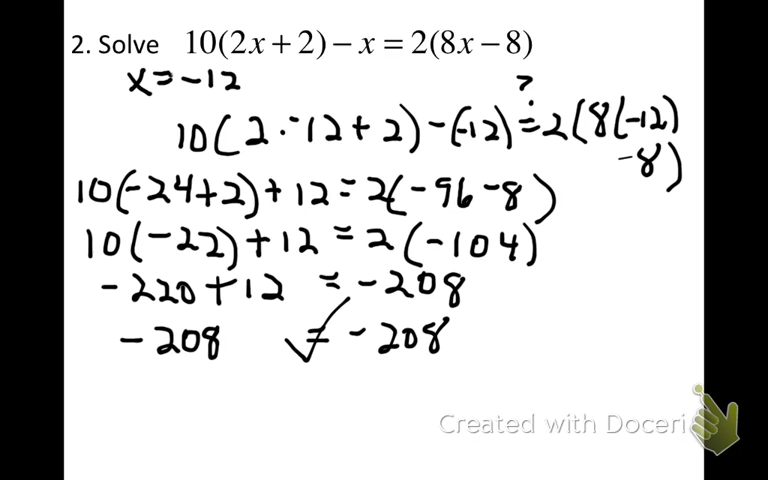 2. Solve 10(2x+2)−x=2(8x−8)
x=-12
10(2·-12+2)-(-12)≟2(8(-12)
-8)
10(-24+2)+12=2(-96-8)
10(-22)+12=2(-104)
-220+12=-208
-208 ✓= -208
Created with Doceri